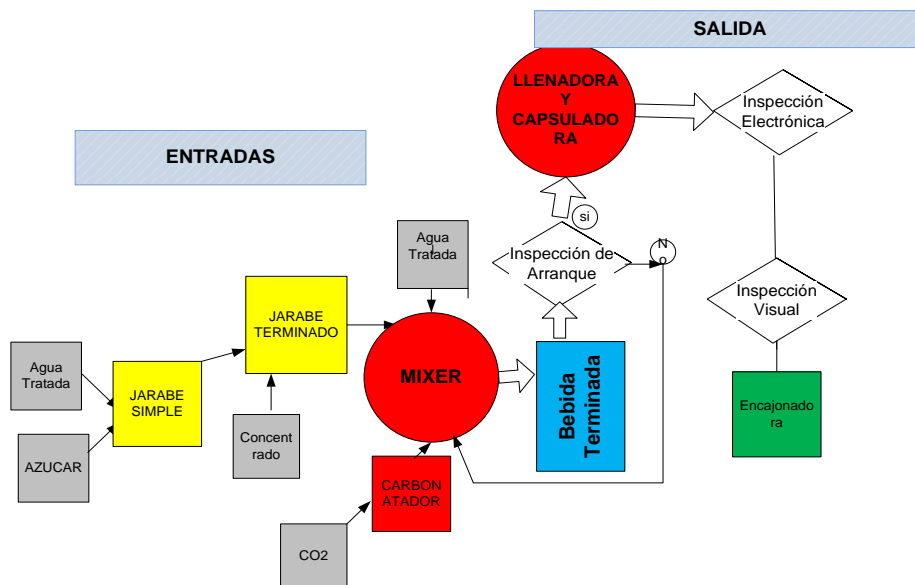 SALIDA
LLENADORA
Y
CAPSULADO
RA
Inspección
Electrónica
ENTRADAS
si
Agua
Tratada
N
o
Inspección de
Arranque
JARABE
TERMINADO
Inspección
Visual
Agua
Tratada
JARABE
SIMPLE
MIXER
Bebida
Terminada
Encajonado
ra
AZUCAR
Concent
rado
CARBON
ATADOR
CO2